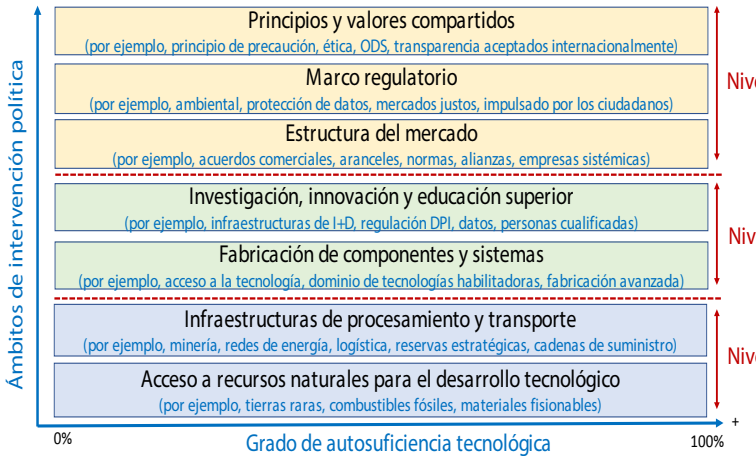 Principios y valores compartidos
(por ejemplo, principio de precaución, ética, ODS, transparencia aceptados internacionalmente)
Marco regulatorio
(por ejemplo, ambiental, protección de datos, mercados justos, impulsado por los ciudadanos)
Estructura del mercado
(por ejemplo, acuerdos comerciales, aranceles, normas, alianzas, empresas sistémicas)
Investigación, innovación y educación superior
(por ejemplo, infraestructuras de I+D, regulación DPI, datos, personas cualificadas)
Fabricación de componentes y sistemas
(por ejemplo, acceso a la tecnología, dominio de tecnologías habilitadoras, fabricación avanzada)
Infraestructuras de procesamiento y transporte
(por ejemplo, minería, redes de energía, logística, reservas estratégicas, cadenas de suministro)
Acceso a recursos naturales para el desarrollo tecnológico
(por ejemplo, tierras raras, combustibles fósiles, materiales fisionables)
Ámbitos de intervención política
0%
Grado de autosuficiencia tecnológica
100%
+